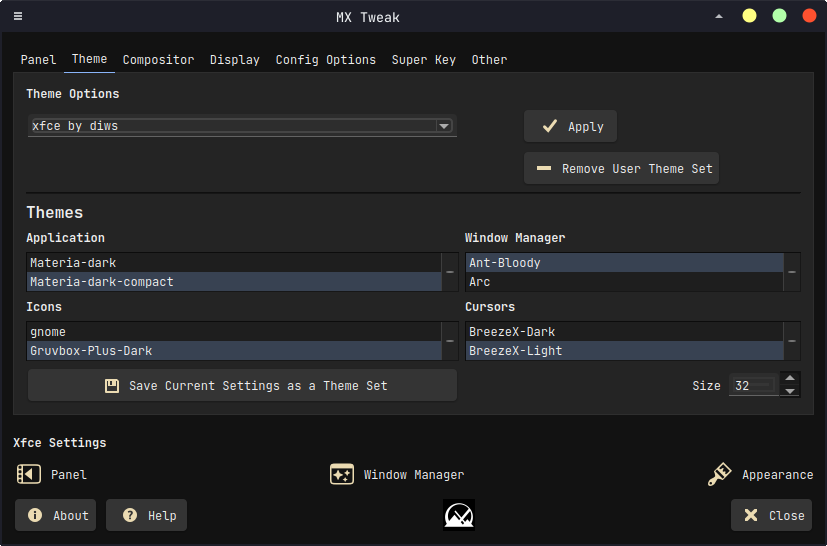 MX Tweak
Panel Theme Compositor Display Config Options Super Key Other
Theme Options
xfce by diws
Apply
Remove User Theme Set
Themes
Application
Materia-dark
Materia-dark-compact
Window Manager
Ant-Bloody
Arc
Icons
gnome
Gruvbox-Plus-Dark
Cursors
BreezeX-Dark
BreezeX-Light
Save Current Settings as a Theme Set
Size 32
Xfce Settings
Panel Window Manager Appearance
About Help Close